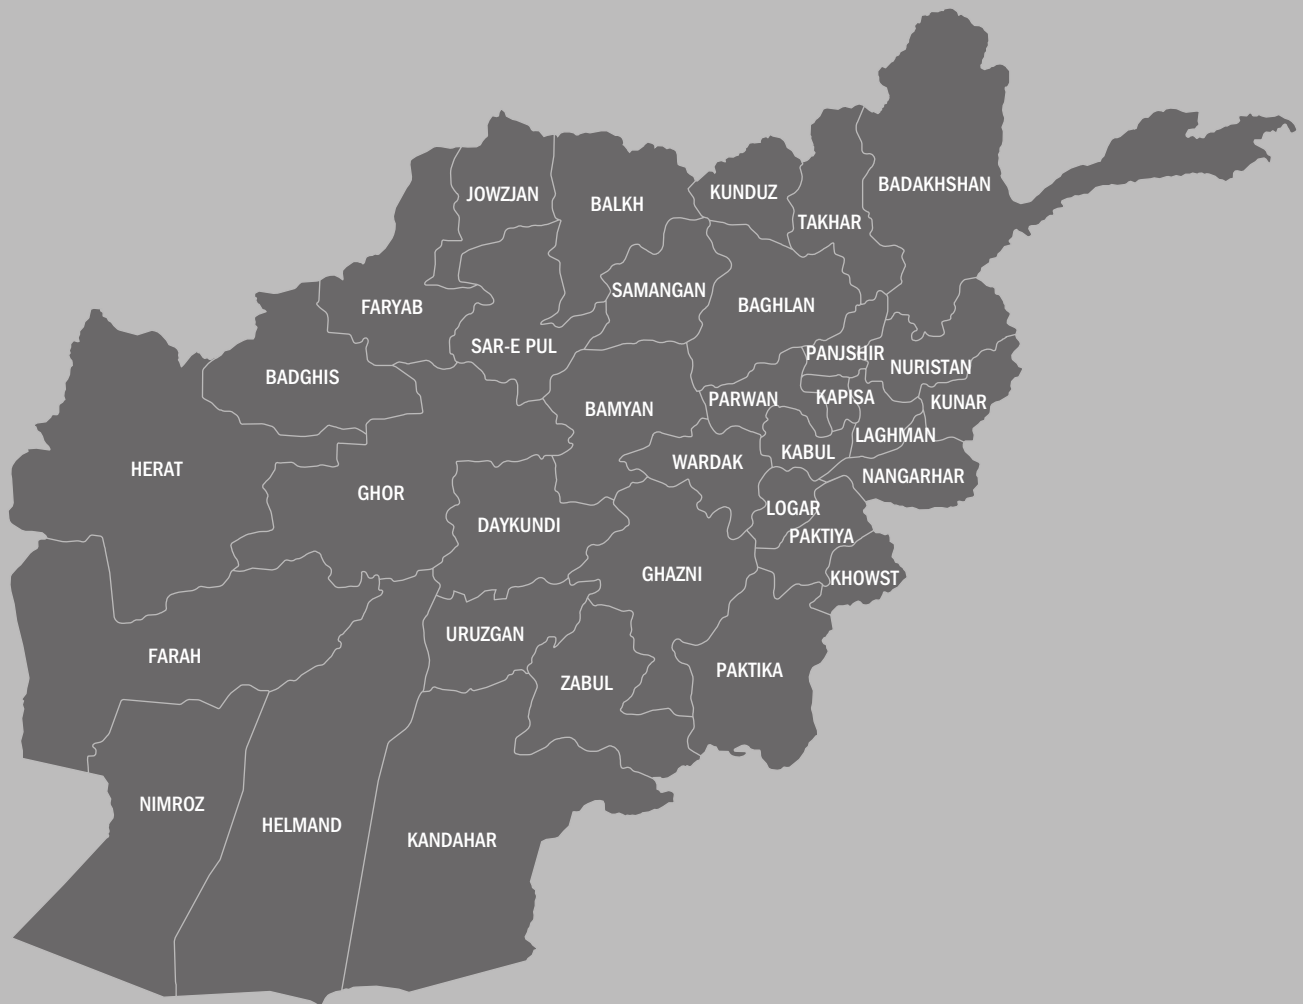 BADAKHSHAN
JOWZJAN
KUNDUZ
BALKH
TAKHAR
SAMANGAN
FARYAB
BAGHLAN
SAR-E PUL
PANJSHIR
NURISTAN
BADGHIS
KAPISA
PARWAN
KUNAR
BAMYAN
LAGHMAN
KABUL
WARDAK
HERAT
NANGARHAR
GHOR
LOGAR
DAYKUNDI
PAKTIYA
GHAZNI
KHOWST
URUZGAN
FARAH
PAKTIKA
ZABUL
NIMROZ
HELMAND
KANDAHAR